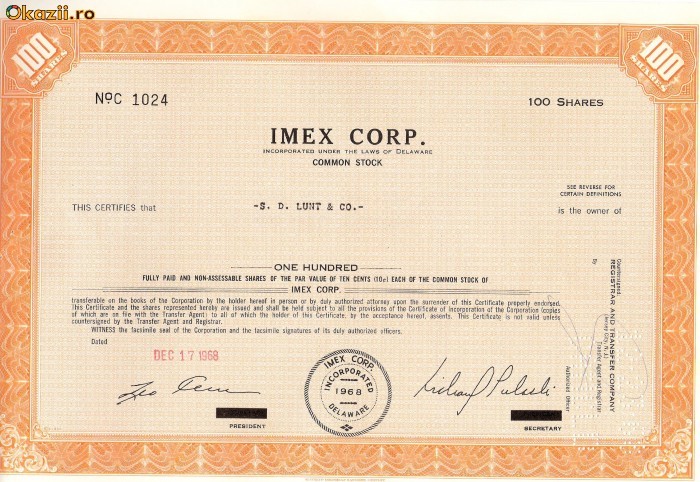 Okazii.ro
100
SHARES
100
SHARES
NoC 1024
100 SHARES
IMEX CORP.
INCORPORATED UNDER THE LAWS OF DELAWARE
COMMON STOCK
SEE REVERSE FOR
CERTAIN DEFINITIONS
THIS CERTIFIES that
-S. D. LUNT & CO.-
is the owner of
ONE HUNDRED
FULLY PAID AND NON-ASSESSABLE SHARES OF THE PAR VALUE OF TEN CENTS (10¢) EACH OF THE COMMON STOCK OF
IMEX CORP.
transferable on the books of the Corporation by the holder hereof in person or by duly authorized attorney upon the surrender of this Certificate properly endorsed.
This Certificate and the shares represented hereby are issued and shall be held subject to all the provisions of the Certificate of Incorporation of the Corporation (copies
of which are on file with the Transfer Agent) to all of which the holder of this Certificate, by the acceptance hereof, assents. This Certificate is not valid unless
countersigned by the Transfer Agent and Registrar.
WITNESS the facsimile seal of the Corporation and the facsimile signatures of its duly authorized officers.
Dated
DEC 17 1968
IMEX CORP.
INCORPORATED
1968
DELAWARE
PRESIDENT
SECRETARY
Countersigned:
REGISTRAR AND TRANSFER COMPANY
(Jersey City, N.J.)
Transfer Agent and Registrar
By
Authorized Officer